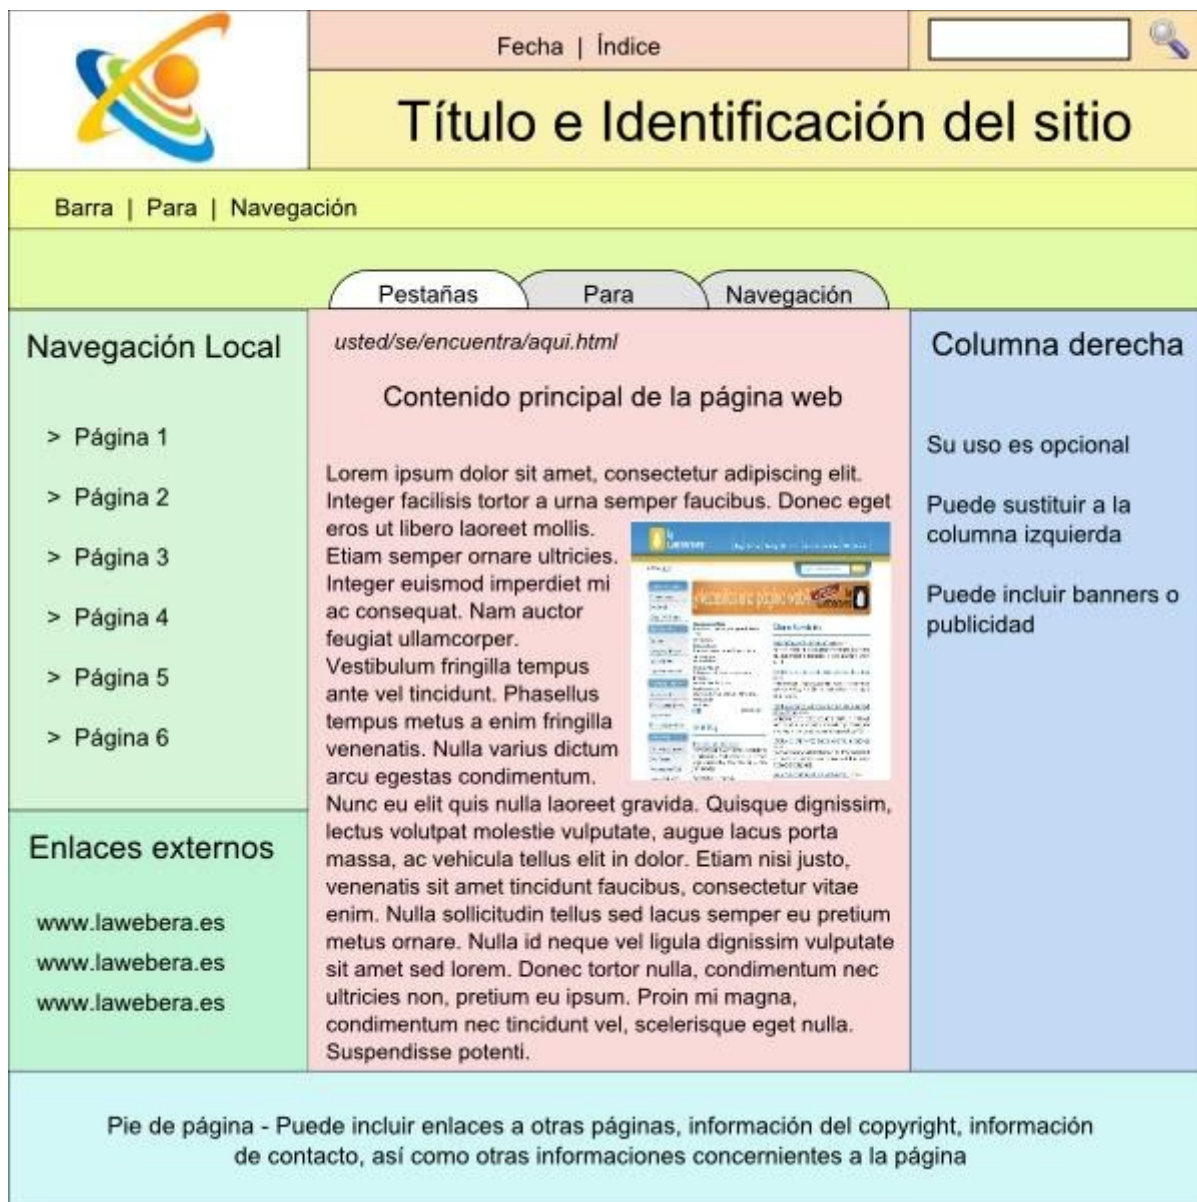 Fecha | Índice
Título e Identificación del sitio
Barra | Para | Navegación
Pestañas Para Navegación
Navegación Local
> Página 1
> Página 2
> Página 3
> Página 4
> Página 5
> Página 6
Enlaces externos
www.lawebera.es
www.lawebera.es
www.lawebera.es
usted/se/encuentra/aqui.html
Contenido principal de la página web
Lorem ipsum dolor sit amet, consectetur adipiscing elit.
Integer facilisis tortor a urna semper faucibus. Donec eget
eros ut libero laoreet mollis.
Etiam semper ornare ultricies.
Integer euismod imperdiet mi
ac consequat. Nam auctor
feugiat ullamcorper.
Vestibulum fringilla tempus
ante vel tincidunt. Phasellus
tempus metus a enim fringilla
venenatis. Nulla varius dictum
arcu egestas condimentum.
Nunc eu elit quis nulla laoreet gravida. Quisque dignissim,
lectus volutpat molestie vulputate, augue lacus porta
massa, ac vehicula tellus elit in dolor. Etiam nisi justo,
venenatis sit amet tincidunt faucibus, consectetur vitae
enim. Nulla sollicitudin tellus sed lacus semper eu pretium
metus ornare. Nulla id neque vel ligula dignissim vulputate
sit amet sed lorem. Donec tortor nulla, condimentum nec
ultricies non, pretium eu ipsum. Proin mi magna,
condimentum nec tincidunt vel, scelerisque eget nulla.
Suspendisse potenti.
Columna derecha
Su uso es opcional
Puede sustituir a la
columna izquierda
Puede incluir banners o
publicidad
Pie de página - Puede incluir enlaces a otras páginas, información del copyright, información
de contacto, así como otras informaciones concernientes a la página